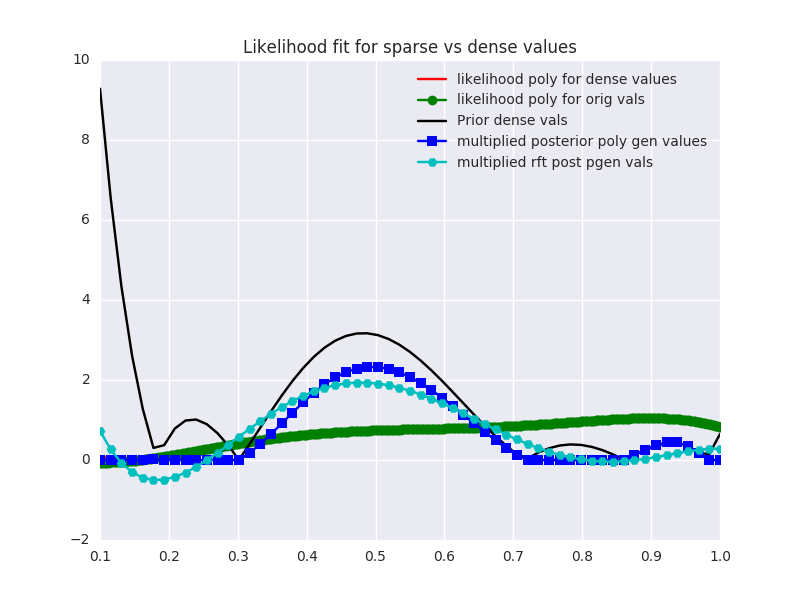 Likelihood fit for sparse vs dense values
10
likelihood poly for dense values
likelihood poly for orig vals
Prior dense vals
multiplied posterior poly gen values
multiplied rft post pgen vals
8
6
4
2
0
−2
0.1 0.2 0.3 0.4 0.5 0.6 0.7 0.8 0.9 1.0